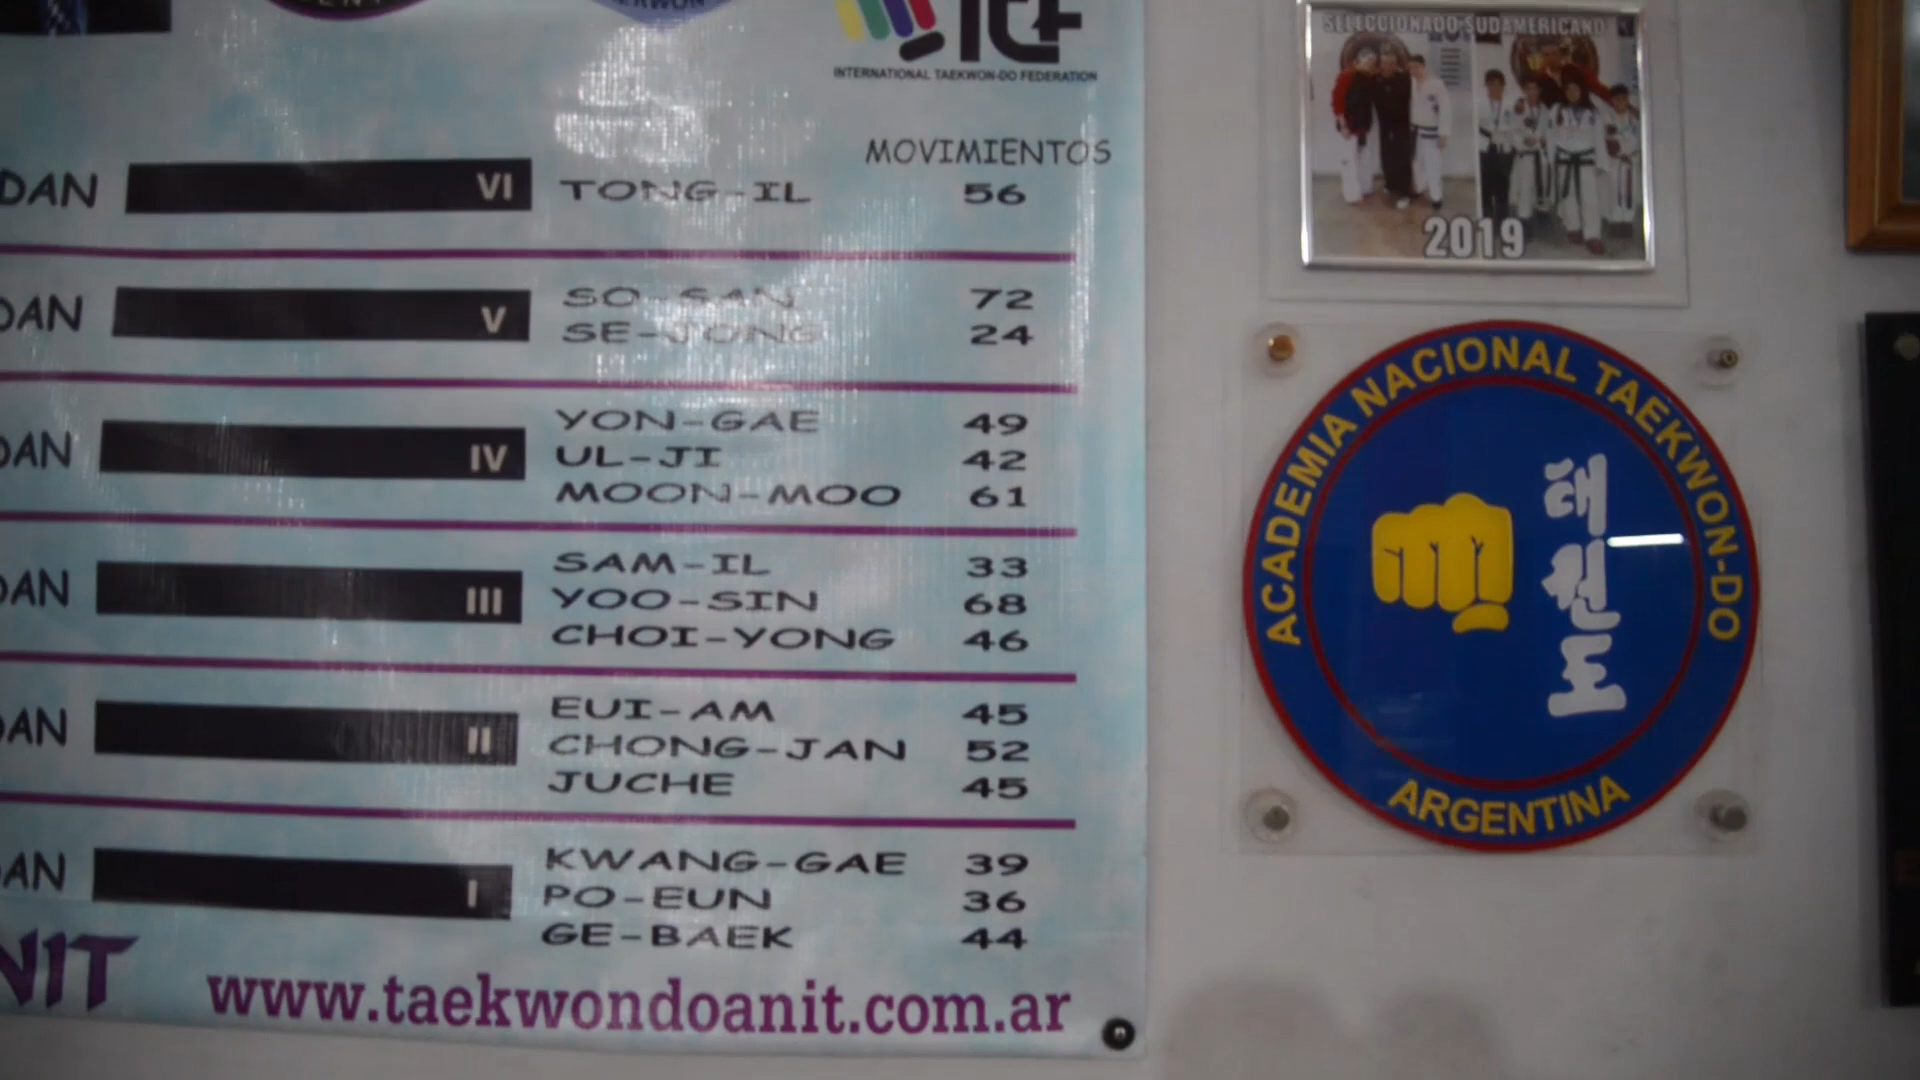 INTERNATIONAL TAEKWON-DO FEDERATION
MOVIMIENTOS
DAN VI TONG-IL 56
DAN V SO-SAN 72
SE-JONG 24
DAN IV YON-GAE 49
UL-JI 42
MOON-MOO 61
DAN III SAM-IL 33
YOO-SIN 68
CHOI-YONG 46
DAN II EUI-AM 45
CHONG-JAN 52
JUCHE 45
DAN I KWANG-GAE 39
PO-EUN 36
GE-BAEK 44
www.taekwondoanit.com.ar
SELECCIONADO SUDAMERICANO
2019
ACADEMIA NACIONAL TAEKWON-DO
태권도
ARGENTINA